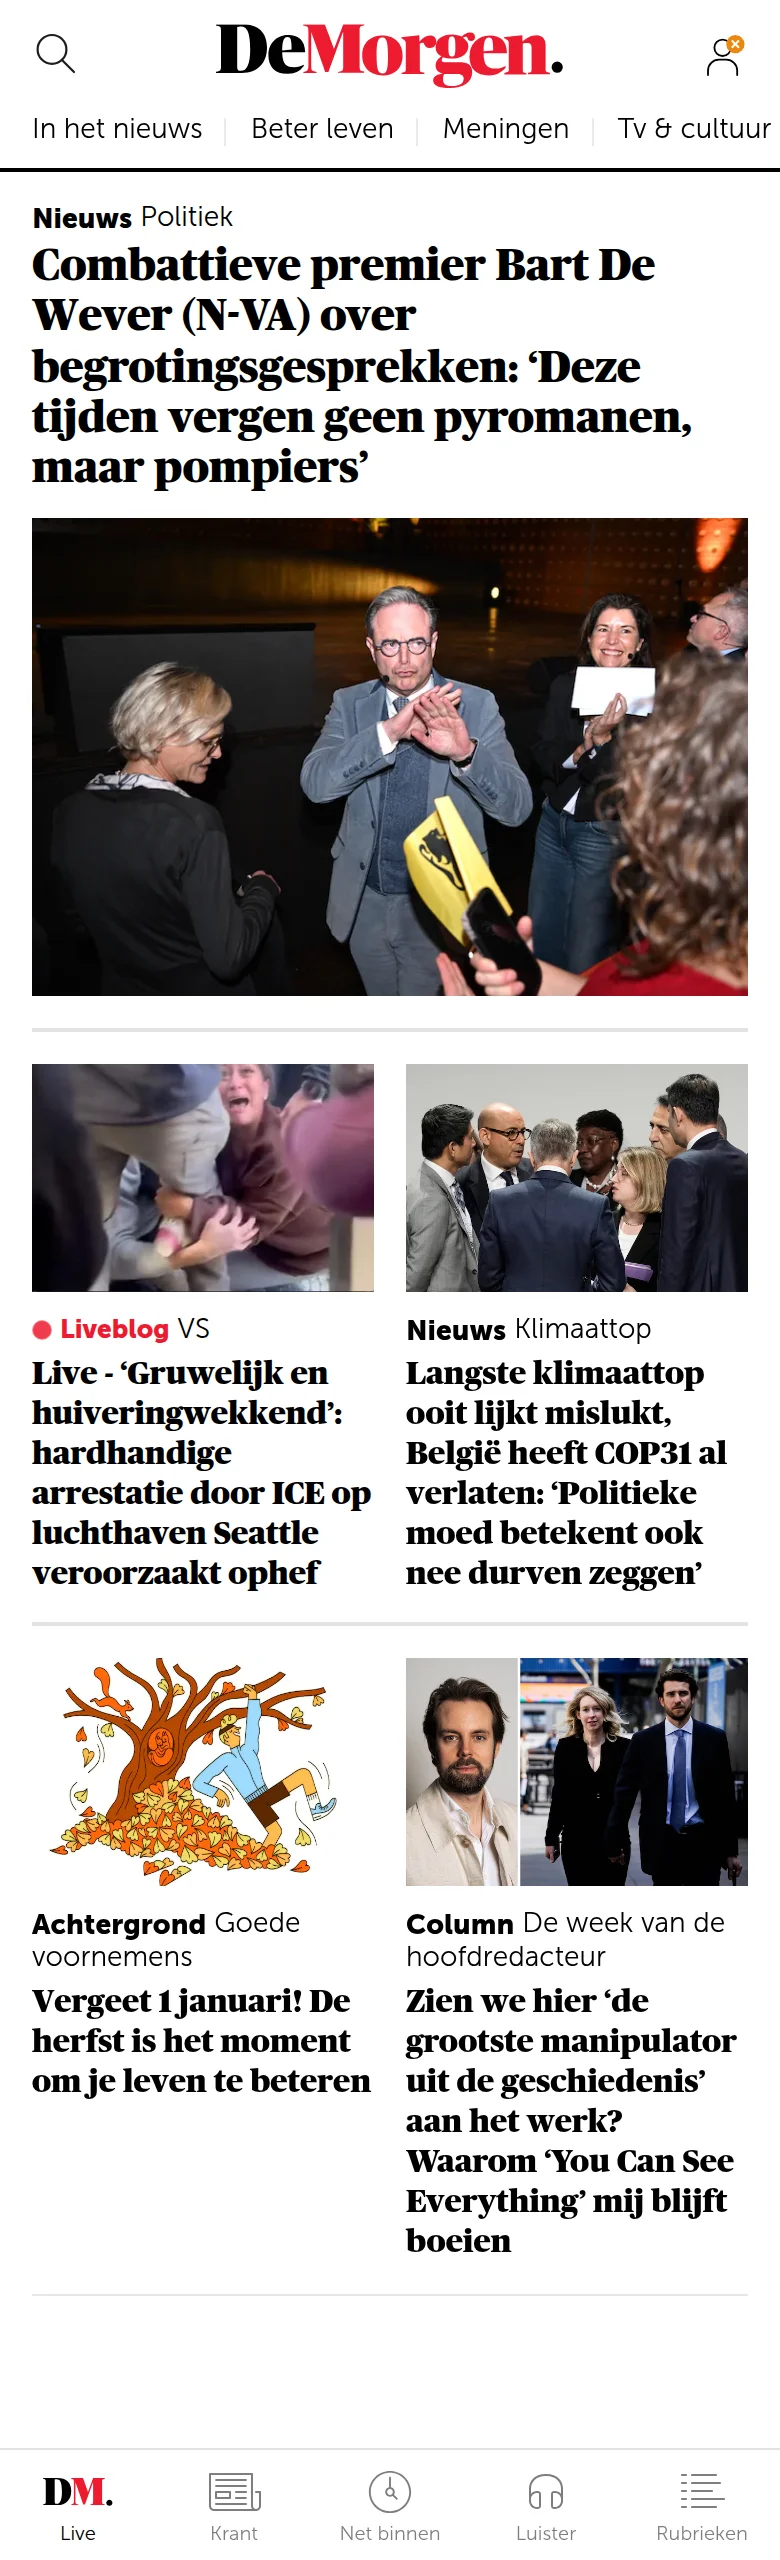 DeMorgen.
In het nieuws
Beter leven
Meningen
Tv & cultuur
Nieuws Politiek
Combattieve premier Bart De
Wever (N-VA) over
begrotingsgesprekken: ‘Deze
tijden vergen geen pyromanen,
maar pompiers’
Liveblog VS
Live - ‘Gruwelijk en
huiveringwekkend’:
hardhandige
arrestatie door ICE op
luchthaven Seattle
veroorzaakt ophef
Nieuws Klimaattop
Langste klimaattop
ooit lijkt mislukt,
België heeft COP31 al
verlaten: ‘Politieke
moed betekent ook
nee durven zeggen’
Achtergrond Goede
voornemens
Vergeet 1 januari! De
herfst is het moment
om je leven te beteren
Column De week van de
hoofdredacteur
Zien we hier ‘de
grootste manipulator
uit de geschiedenis’
aan het werk?
Waarom ‘You Can See
Everything’ mij blijft
boeien
DM.
Live
Krant
Net binnen
Luister
Rubrieken